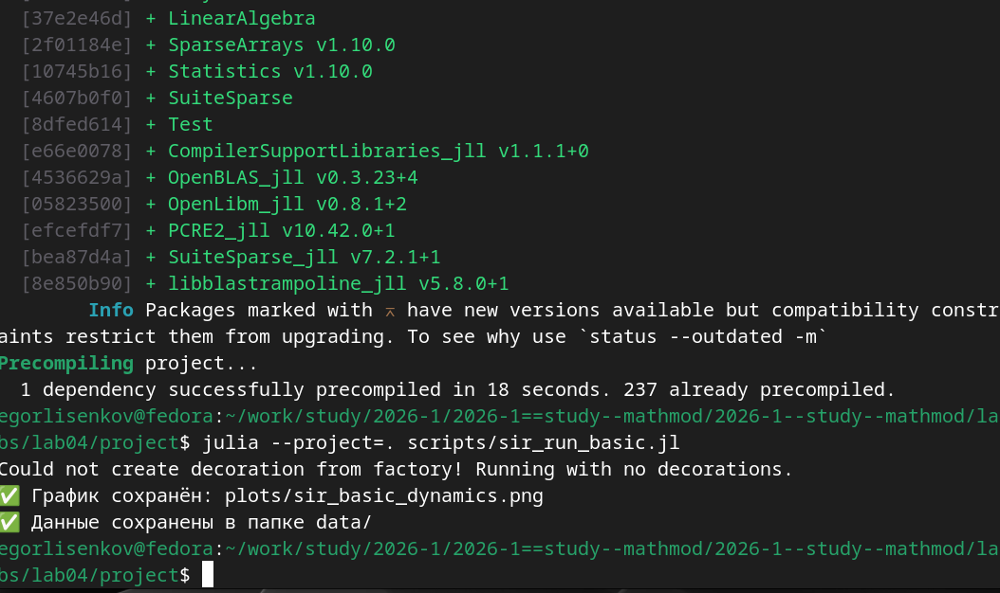 [37e2e46d] + LinearAlgebra
[2f01184e] + SparseArrays v1.10.0
[10745b16] + Statistics v1.10.0
[4607b0f0] + SuiteSparse
[8dfed614] + Test
[e66e0078] + CompilerSupportLibraries_jll v1.1.1+0
[4536629a] + OpenBLAS_jll v0.3.23+4
[05823500] + OpenLibm_jll v0.8.1+2
[efcefdf7] + PCRE2_jll v10.42.0+1
[bea87d4a] + SuiteSparse_jll v7.2.1+1
[8e850b90] + libblastrampoline_jll v5.8.0+1
Info Packages marked with ⌅ have new versions available but compatibility constr
aints restrict them from upgrading. To see why use `status --outdated -m`
Precompiling project...
1 dependency successfully precompiled in 18 seconds. 237 already precompiled.
egorlisenkov@fedora:~/work/study/2026-1/2026-1==study--mathmod/2026-1--study--mathmod/la
bs/lab04/project$ julia --project=. scripts/sir_run_basic.jl
Could not create decoration from factory! Running with no decorations.
✅ График сохранён: plots/sir_basic_dynamics.png
✅ Данные сохранены в папке data/
egorlisenkov@fedora:~/work/study/2026-1/2026-1==study--mathmod/2026-1--study--mathmod/la
bs/lab04/project$